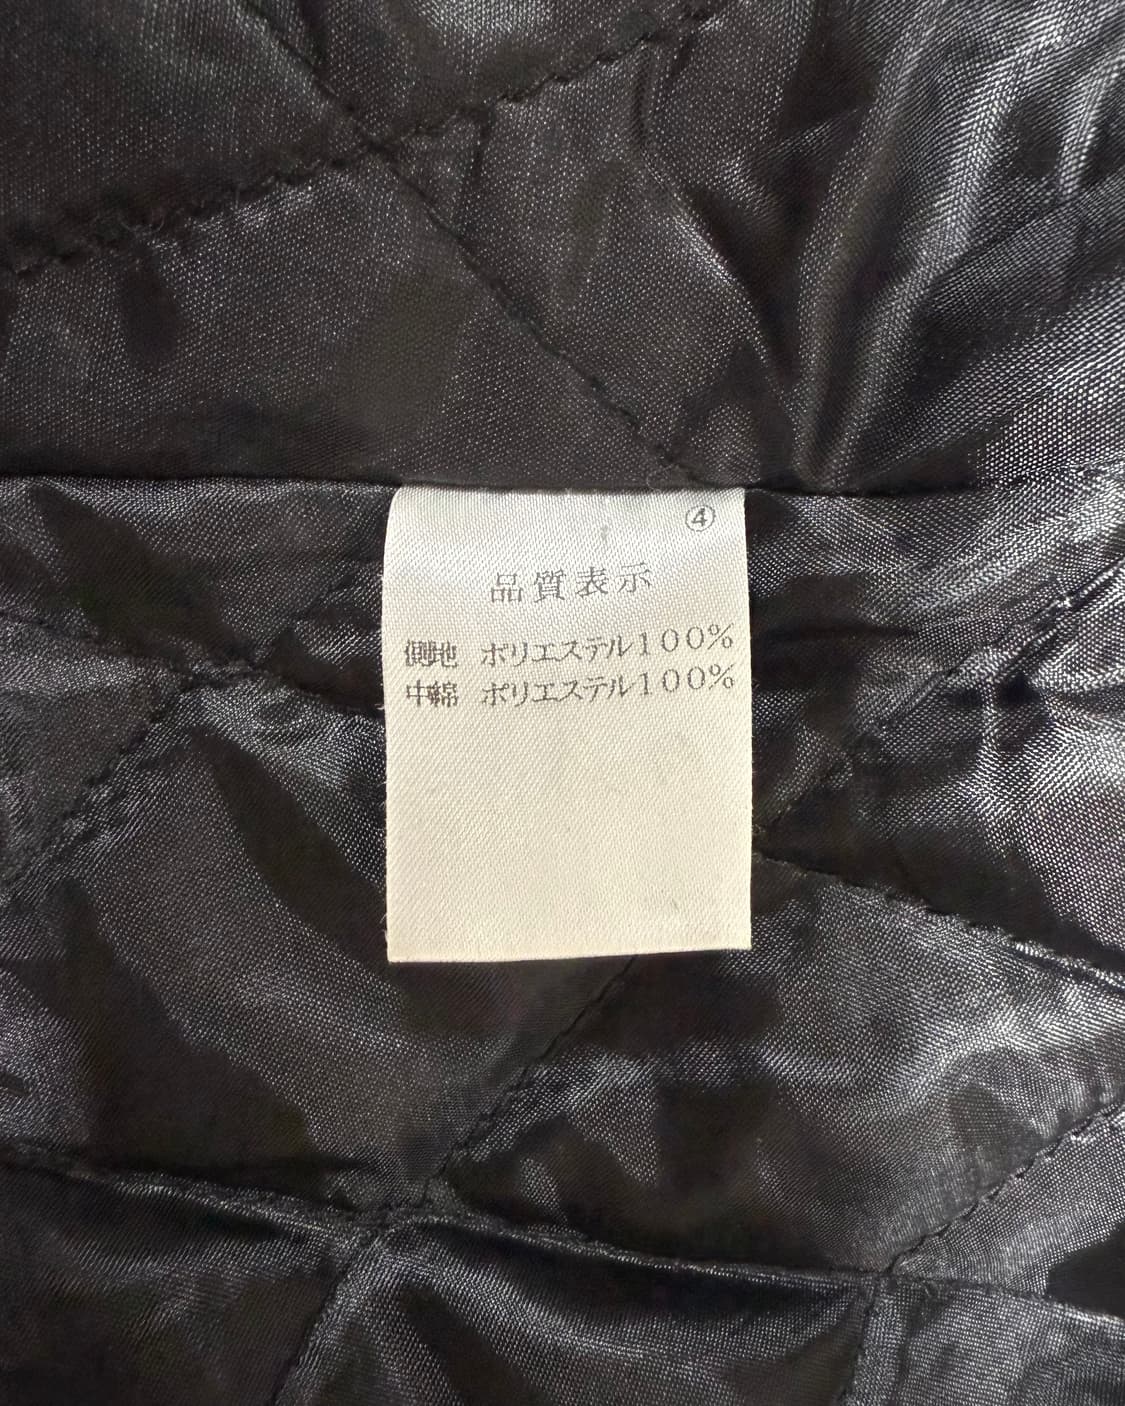 ④
品質表示
側地 ポリエステル100%
中綿 ポリエステル100%